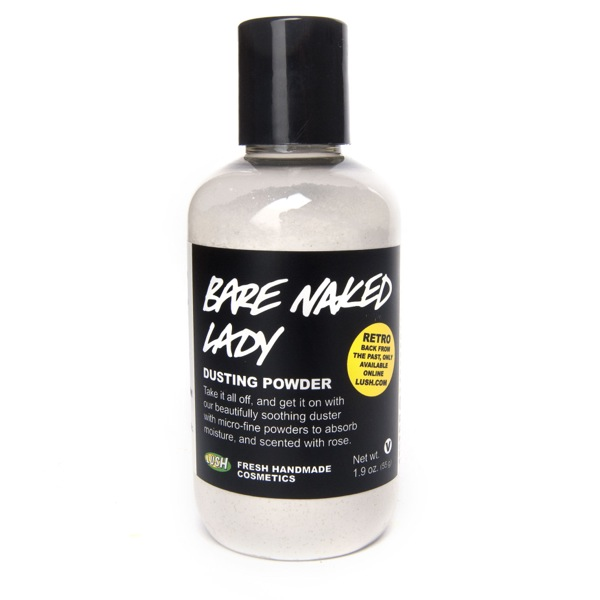 BARE NAKED
LADY
DUSTING POWDER
Take it all off, and get it on with
our beautifully soothing duster
with micro-fine powders to absorb
moisture, and scented with rose.
RETRO
BACK FROM
THE PAST, ONLY
AVAILABLE
ONLINE
LUSH.COM
LUSH
FRESH HANDMADE
COSMETICS
Net wt. V
1.9 oz.